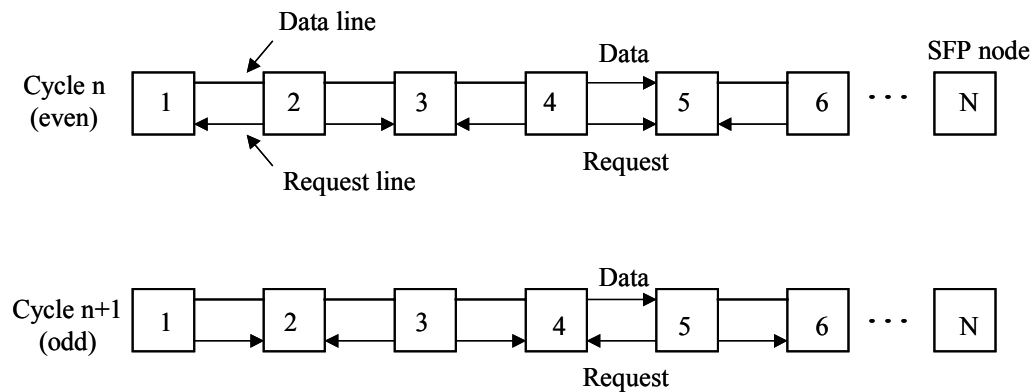 Data line
Data
SFP node
Cycle n
(even)
1 2 3 4 5 6 ··· N
Request line
Request
Data
Cycle n+1
(odd)
1 2 3 4 5 6 ··· N
Request